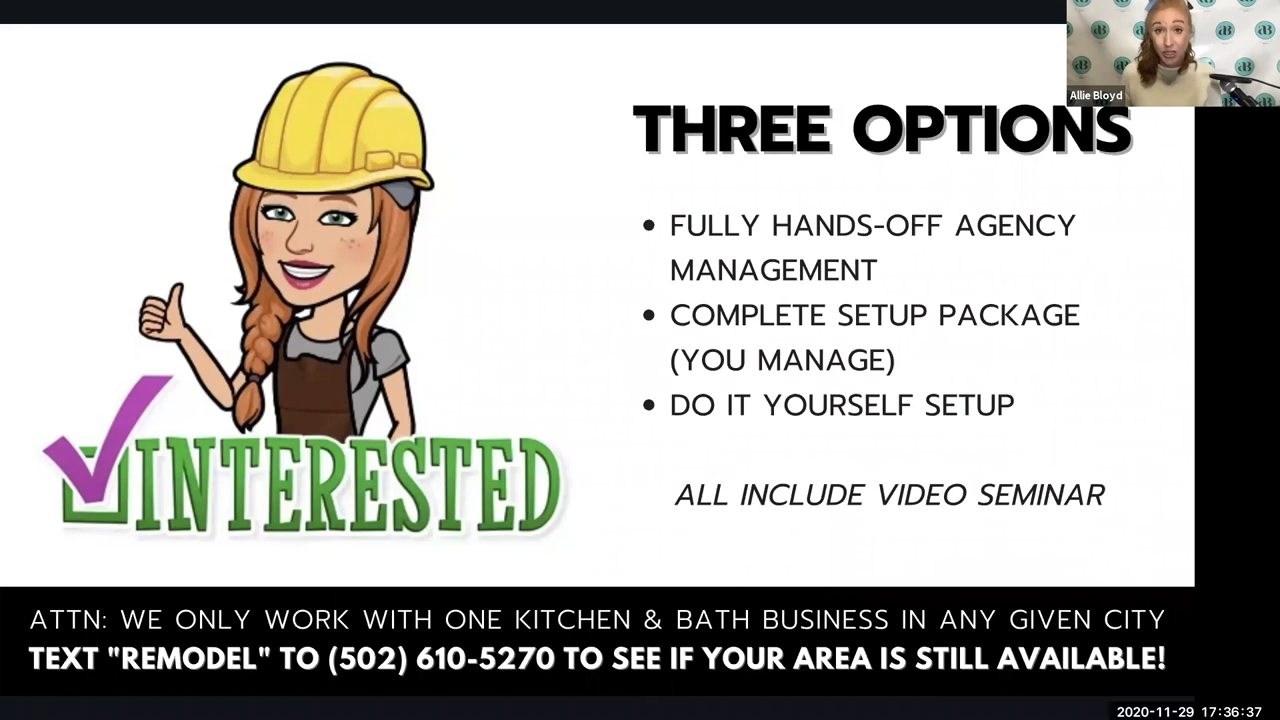 Allie Bloyd
THREE OPTIONS
• FULLY HANDS-OFF AGENCY
MANAGEMENT
• COMPLETE SETUP PACKAGE
(YOU MANAGE)
• DO IT YOURSELF SETUP
ALL INCLUDE VIDEO SEMINAR
INTERESTED
ATTN: WE ONLY WORK WITH ONE KITCHEN & BATH BUSINESS IN ANY GIVEN CITY
TEXT "REMODEL" TO (502) 610-5270 TO SEE IF YOUR AREA IS STILL AVAILABLE!
2020-11-29 17:36:37